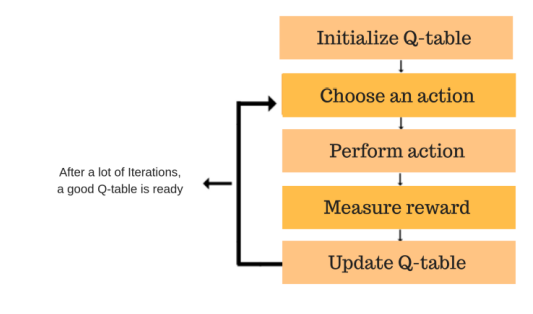 Initialize Q-table
Choose an action
Perform action
Measure reward
Update Q-table
After a lot of Iterations,
a good Q-table is ready